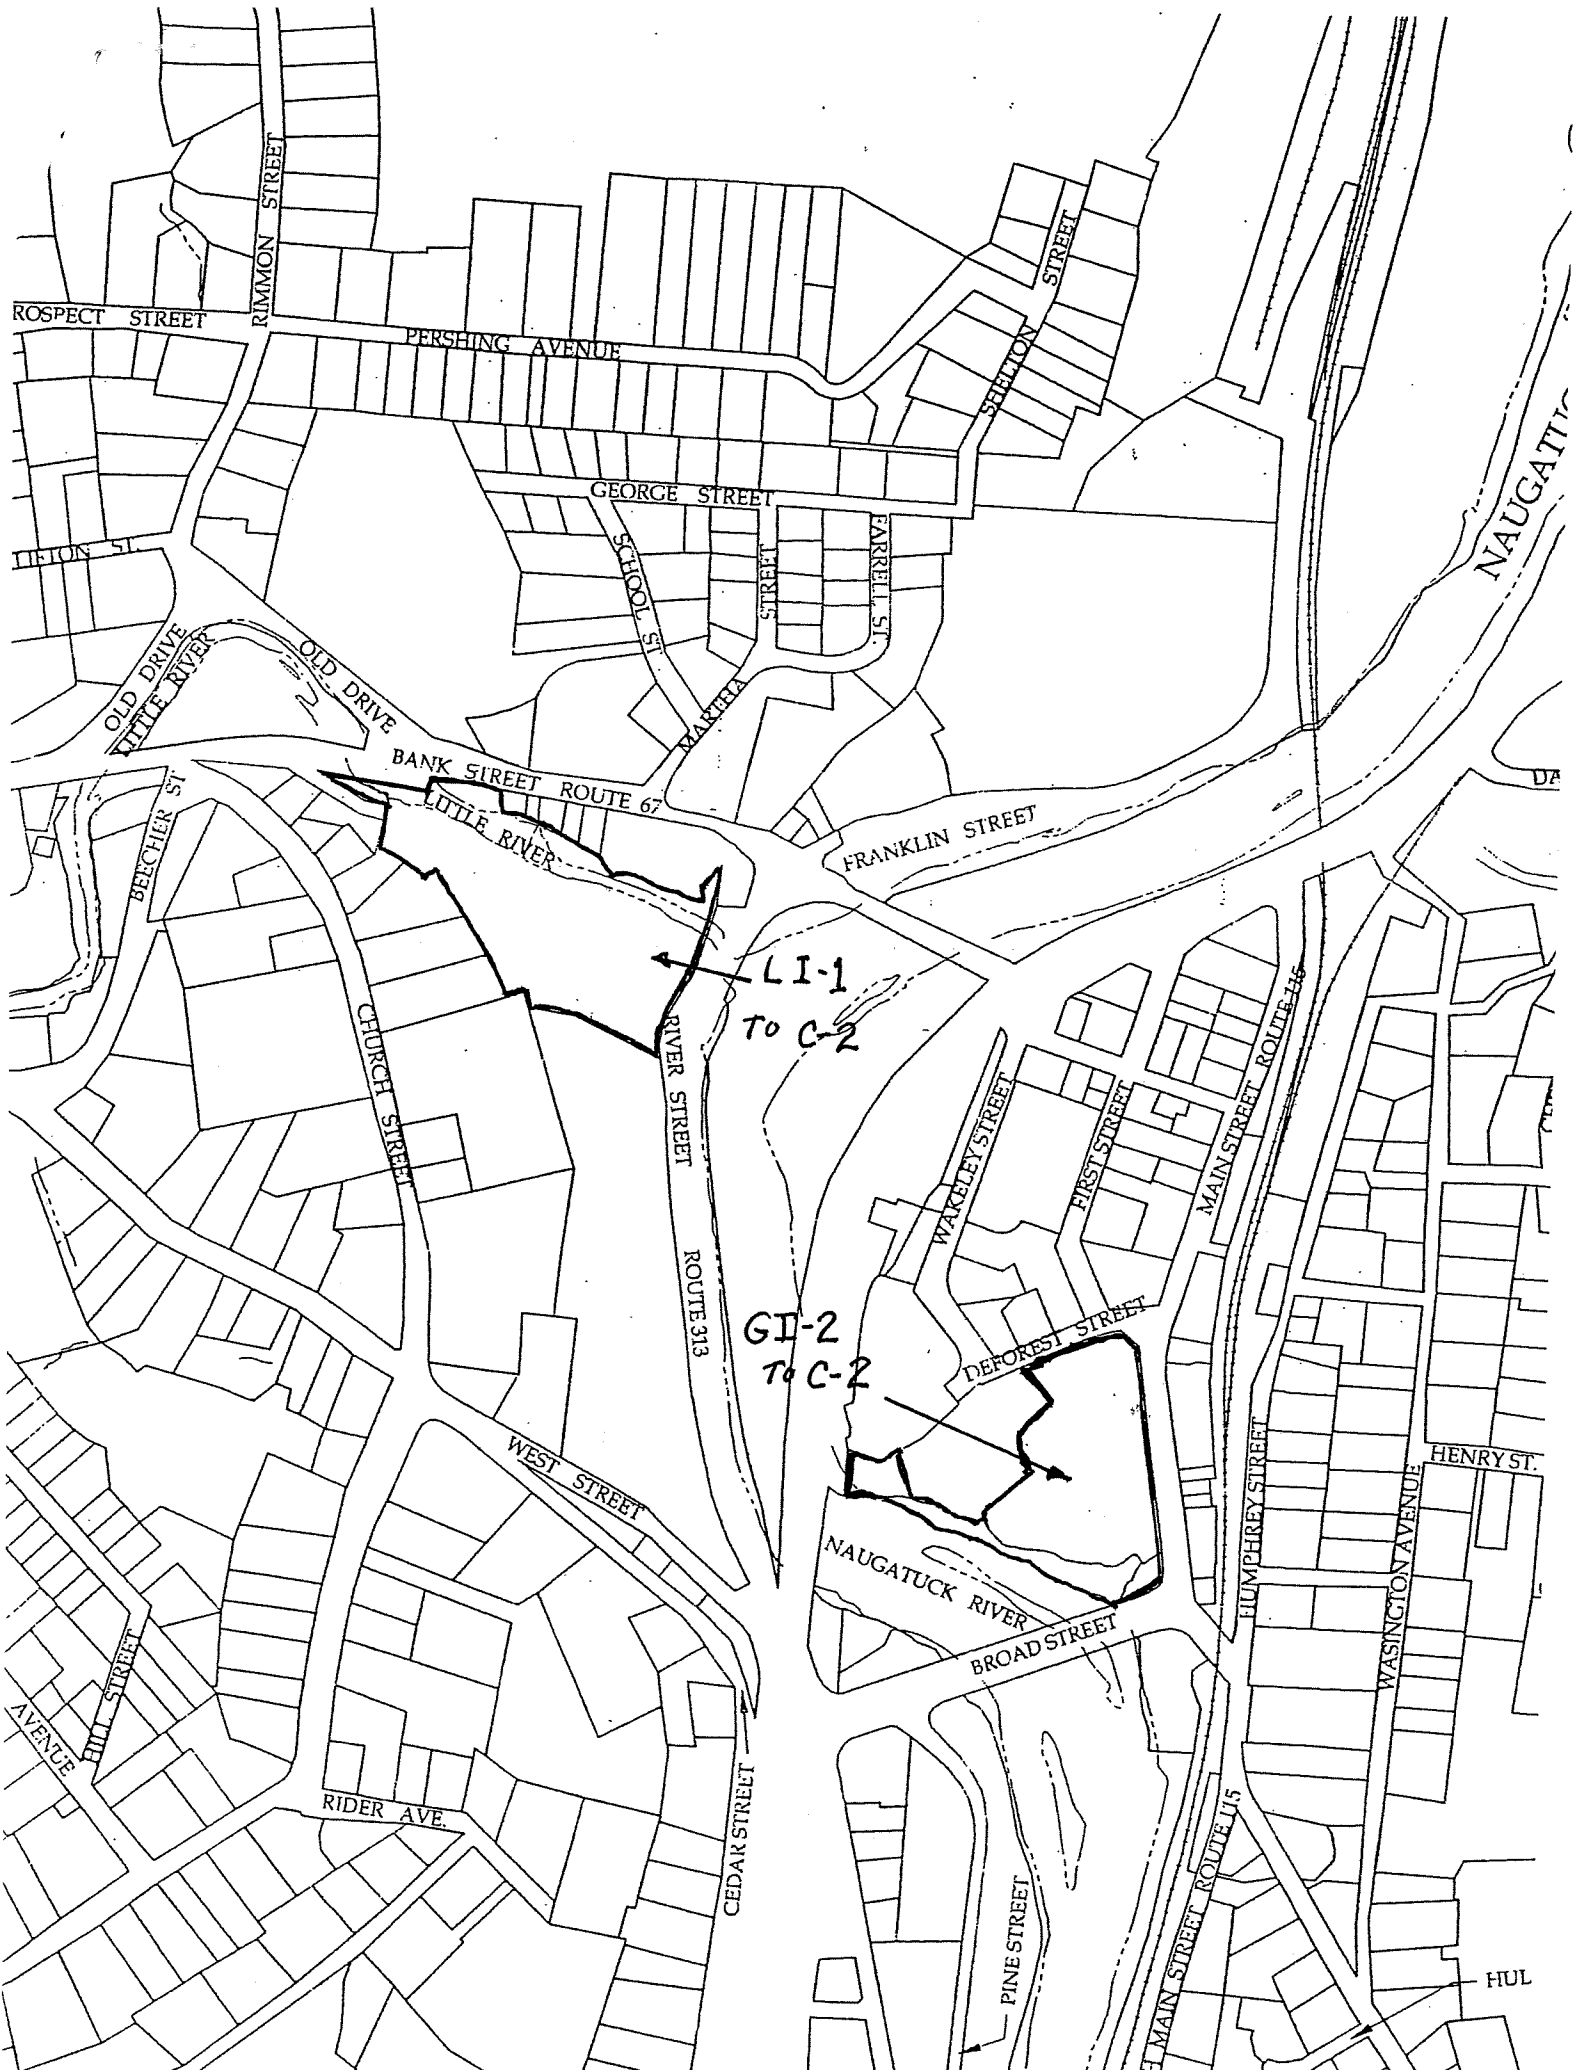 RIMMON STREET
STREET
ROSPECT STREET
PERSHING AVENUE
SHELTON
GEORGE STREET
SCHOOL ST.
STREET
FARRELL ST.
ST.
OLD DRIVE
LITTLE RIVER
OLD DRIVE
MARTHA
BANK STREET ROUTE 67
LITTLE RIVER
BEECHER ST
FRANKLIN STREET
DA
LI-1
TO C-2
CHURCH STREET
RIVER STREET
ROUTE 313
WAKELEY STREET
FIRST STREET
MAIN STREET ROUTE 115
GI-2
TO C-2
DEFOREST STREET
WEST STREET
HENRY ST.
HUMPHREY STREET
WASINGTON AVENUE
NAUGATUCK RIVER
BROAD STREET
HILL STREET
AVENUE
RIDER AVE.
CEDAR STREET
PINE STREET
MAIN STREET ROUTE 115
HUL